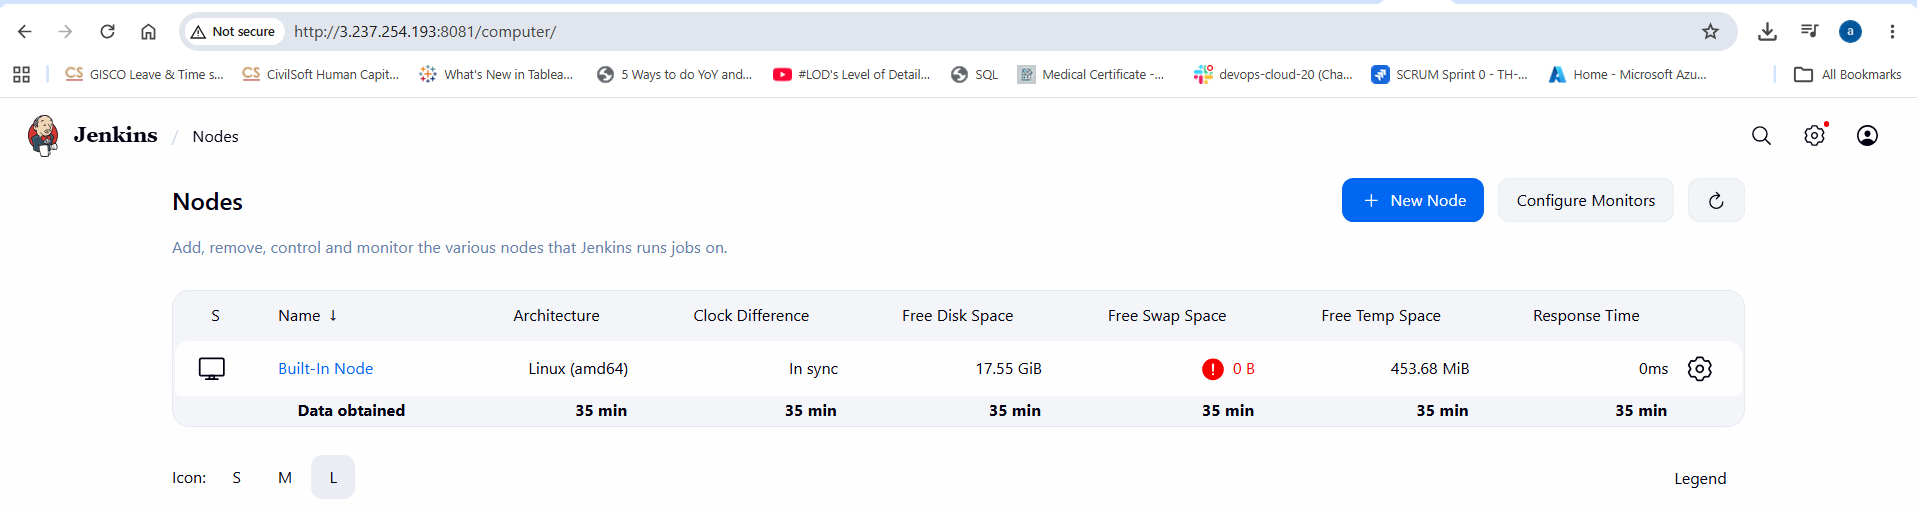 Not secure http://3.237.254.193:8081/computer/ a
GISCO Leave & Time s... CivilSoft Human Capit... What's New in Tablea... 5 Ways to do YoY and... #LOD's Level of Detail... SQL Medical Certificate -... devops-cloud-20 (Cha... SCRUM Sprint 0 - TH-... Home - Microsoft Azu... All Bookmarks
Jenkins / Nodes
Nodes
+ New Node Configure Monitors
Add, remove, control and monitor the various nodes that Jenkins runs jobs on.
S Name ↓ Architecture Clock Difference Free Disk Space Free Swap Space Free Temp Space Response Time
Built-In Node Linux (amd64) In sync 17.55 GiB 0 B 453.68 MiB 0ms
Data obtained 35 min 35 min 35 min 35 min 35 min 35 min
Icon: S M L Legend